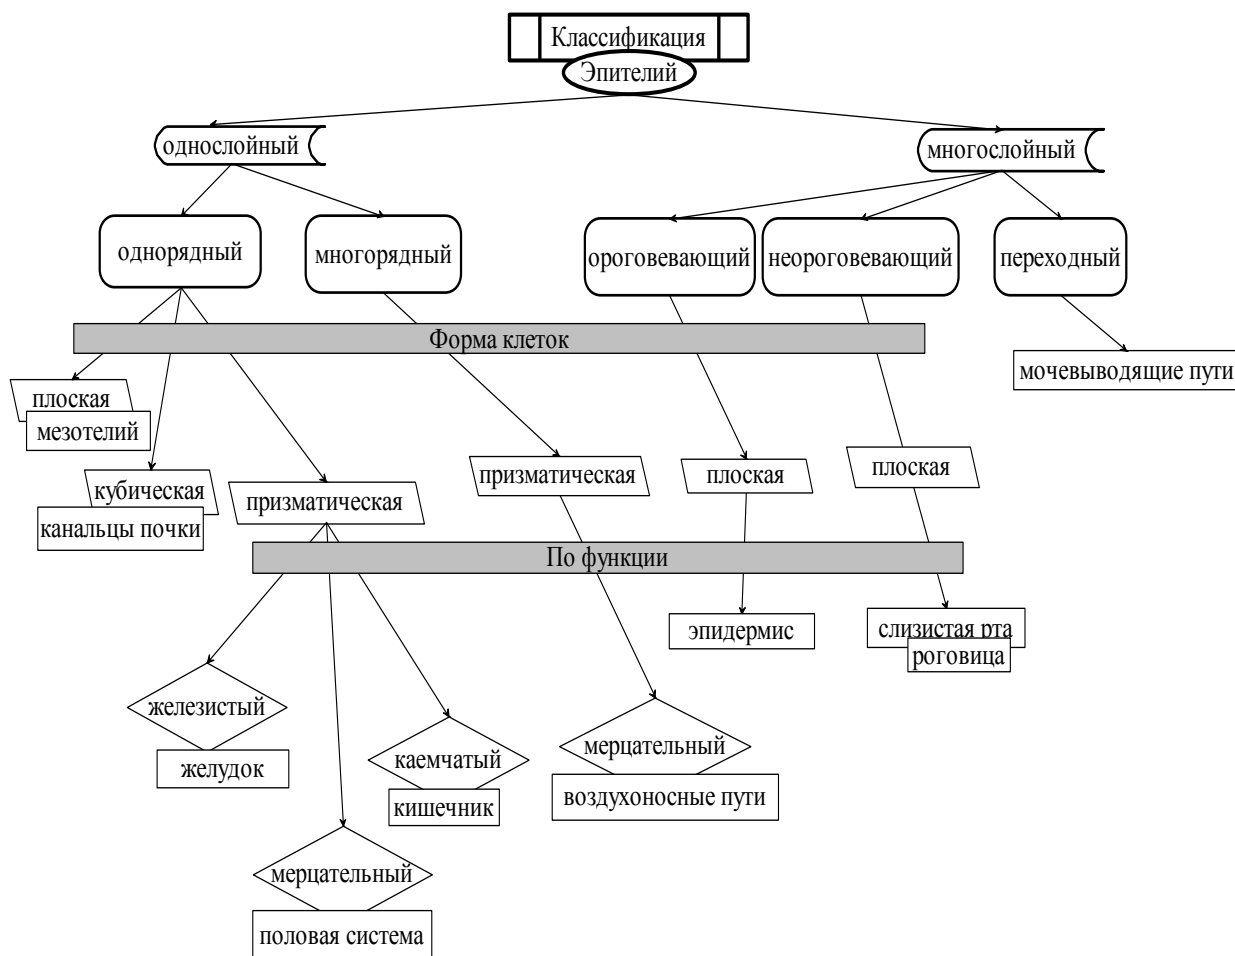 Классификация
Эпителий
однослойный
многослойный
однорядный
многорядный
ороговевающий
неороговевающий
переходный
Форма клеток
мочевыводящие пути
плоская
мезотелий
кубическая
канальцы почки
призматическая
призматическая
плоская
плоская
По функции
эпидермис
слизистая рта
роговица
железистый
желудок
каемчатый
кишечник
мерцательный
воздухоносные пути
мерцательный
половая система